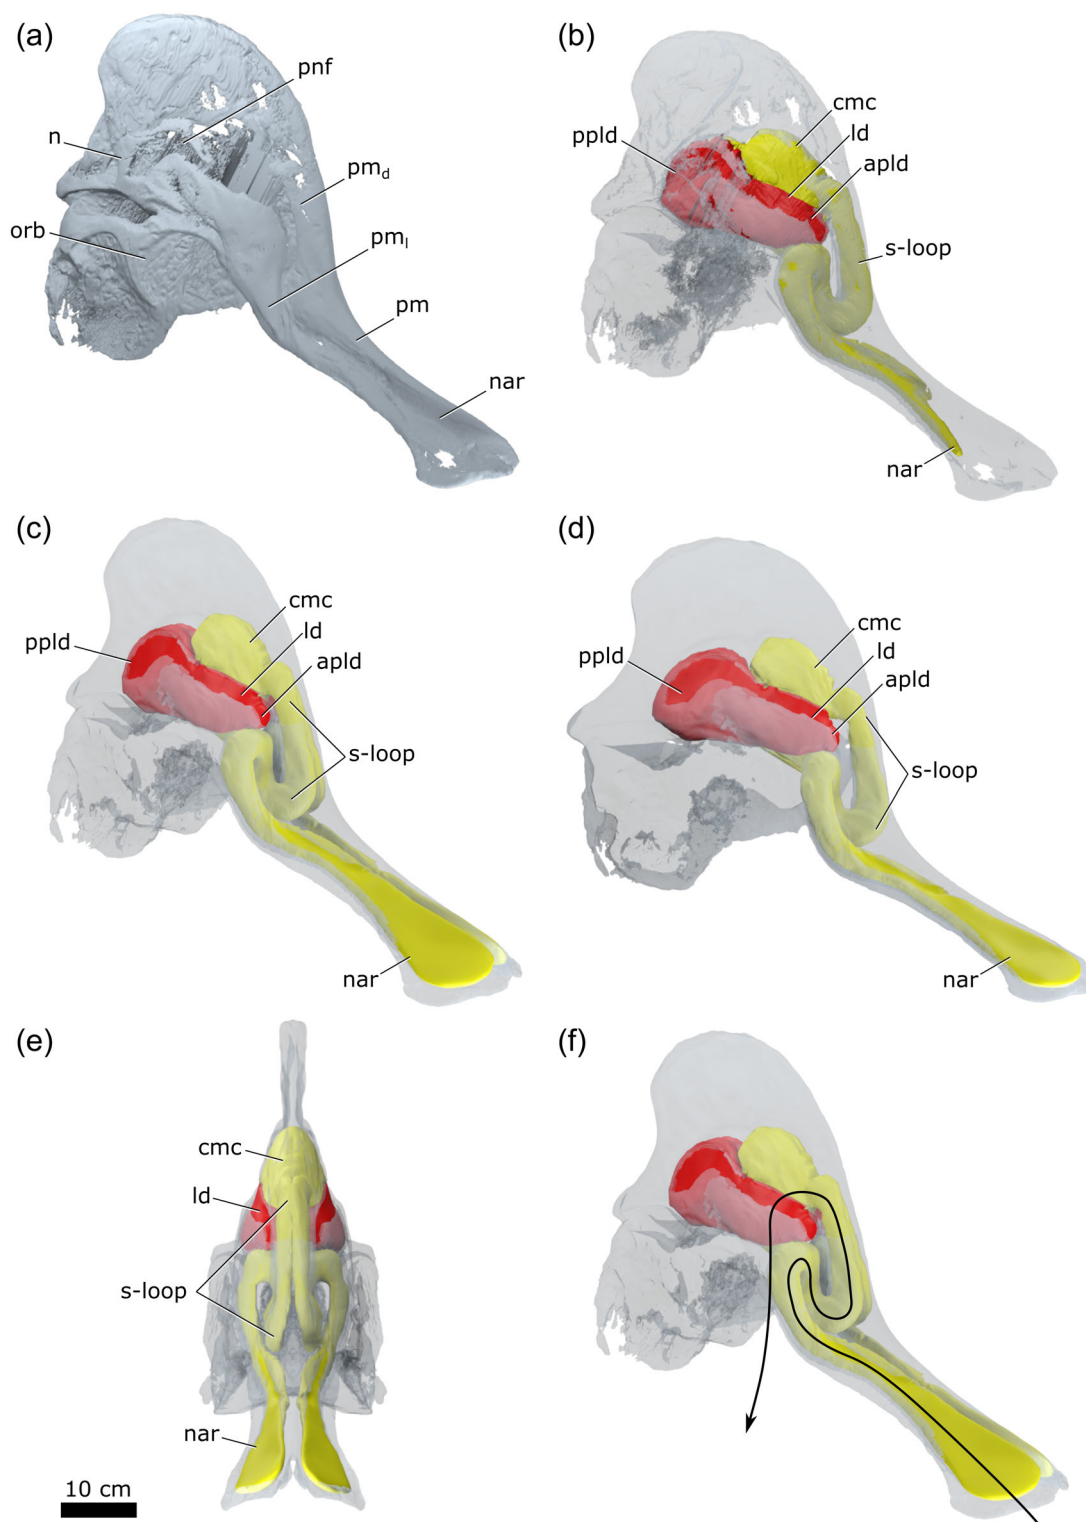 (a)
pnf
n
pmd
orb
pml
pm
nar
(b)
cmc
ld
ppld
apld
s-loop
nar
(c)
cmc
ld
ppld
apld
s-loop
nar
(d)
cmc
ld
ppld
apld
s-loop
nar
(e)
cmc
ld
s-loop
nar
10 cm
(f)